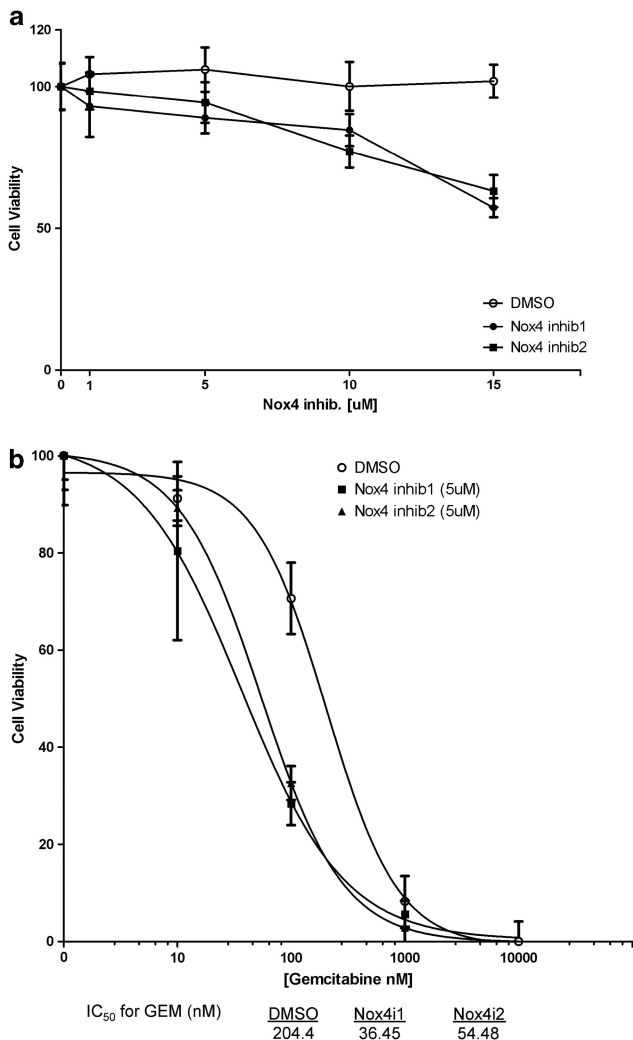 a
120
100
50
0
Cell Viability
DMSO
Nox4 inhib1
Nox4 inhib2
0 1 5 10 15
Nox4 inhib. [uM]
b
100
80
60
40
20
0
Cell Viability
DMSO
Nox4 inhib1 (5uM)
Nox4 inhib2 (5uM)
0 10 100 1000 10000
[Gemcitabine nM]
IC50 for GEM (nM) DMSO Nox4i1 Nox4i2
204.4 36.45 54.48